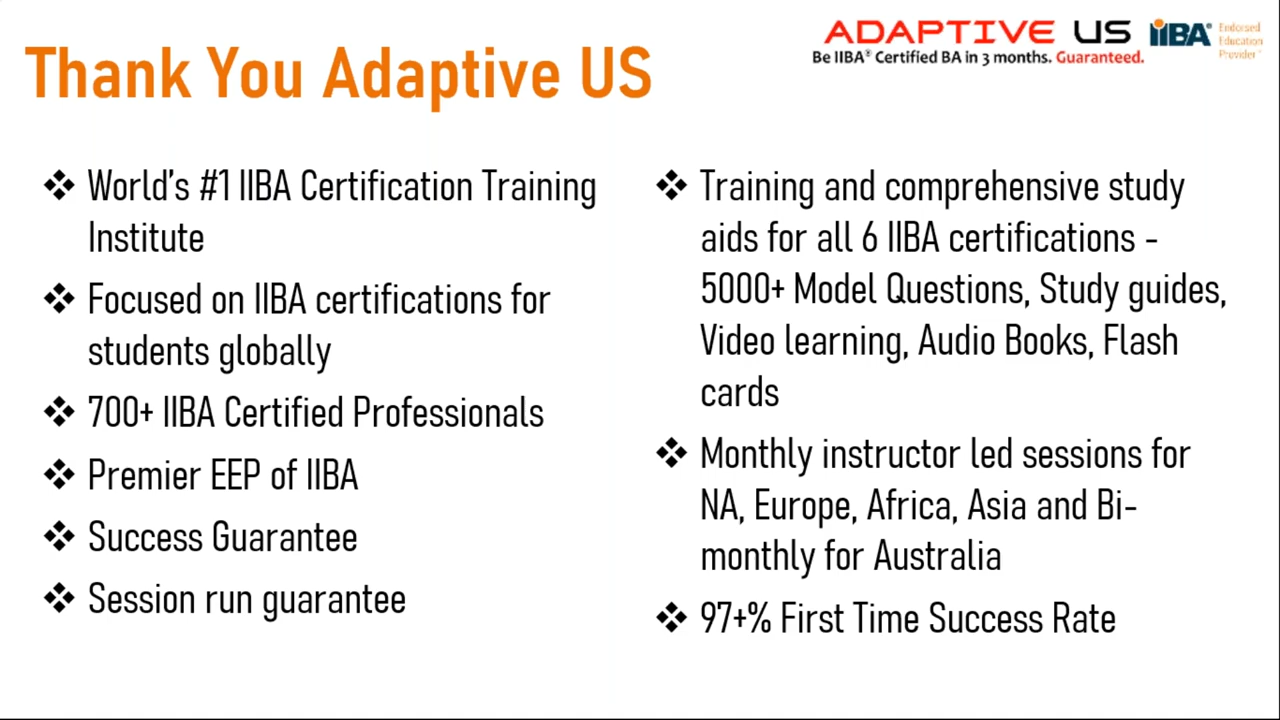 Thank You Adaptive US
ADAPTIVE US
Be IIBA® Certified BA in 3 months. Guaranteed.
iiBA®
Endorsed
Education
Provider™
❖ World's #1 IIBA Certification Training
Institute
❖ Focused on IIBA certifications for
students globally
❖ 700+ IIBA Certified Professionals
❖ Premier EEP of IIBA
❖ Success Guarantee
❖ Session run guarantee
❖ Training and comprehensive study
aids for all 6 IIBA certifications -
5000+ Model Questions, Study guides,
Video learning, Audio Books, Flash
cards
❖ Monthly instructor led sessions for
NA, Europe, Africa, Asia and Bi-
monthly for Australia
❖ 97+% First Time Success Rate